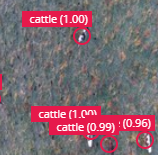 cattle (1.00)
cattle (1.00)
cattle (0.99)
(0.96)